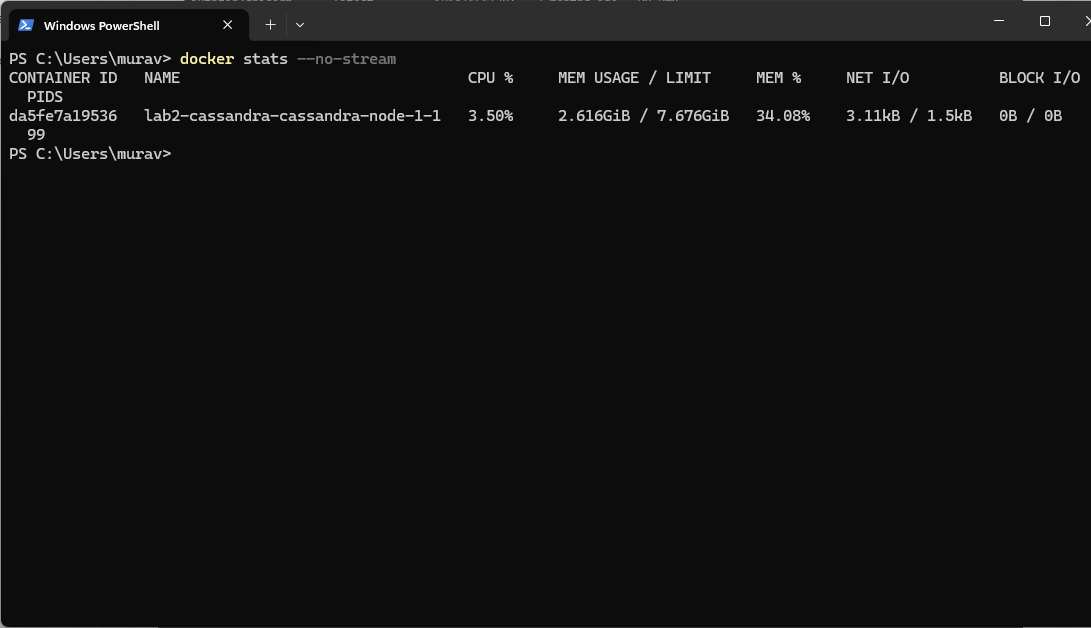 Windows PowerShell
PS C:\Users\murav> docker stats --no-stream
CONTAINER ID   NAME                                CPU %     MEM USAGE / LIMIT     MEM %     NET I/O          BLOCK I/O
  PIDS
da5fe7a19536   lab2-cassandra-cassandra-node-1-1   3.50%     2.616GiB / 7.676GiB   34.08%    3.11kB / 1.5kB   0B / 0B
  99
PS C:\Users\murav>